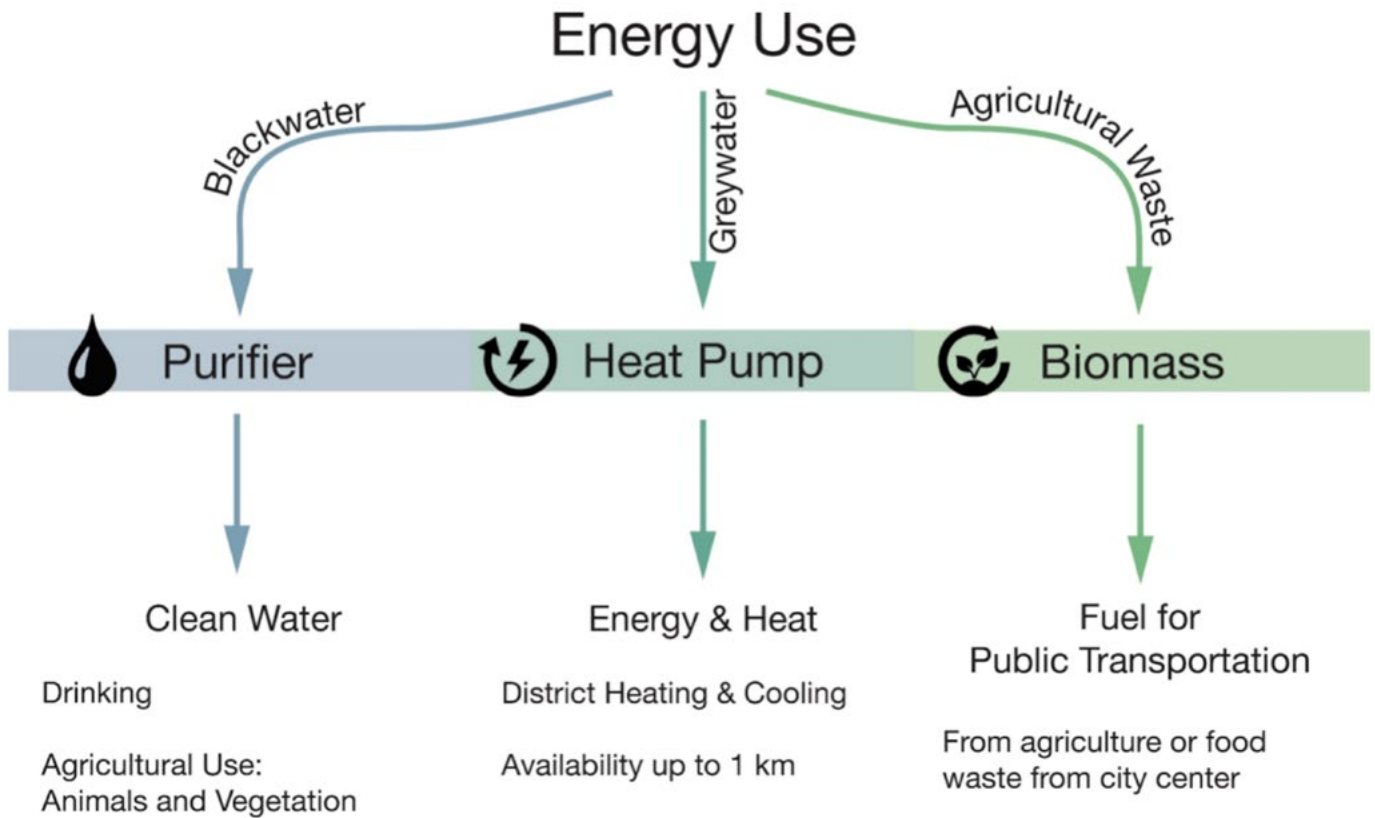 Energy Use
Blackwater
Greywater
Agricultural Waste
Purifier
Heat Pump
Biomass
Clean Water
Drinking
Agricultural Use:
Animals and Vegetation
Energy & Heat
District Heating & Cooling
Availability up to 1 km
Fuel for
Public Transportation
From agriculture or food
waste from city center